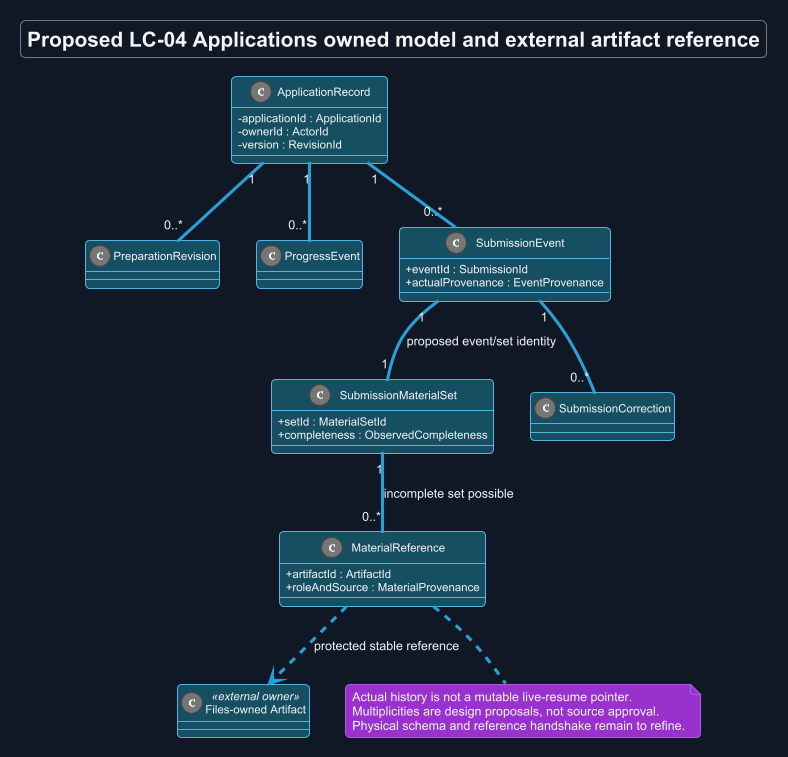 Proposed LC-04 Applications owned model and external artifact reference
C ApplicationRecord
-applicationId : ApplicationId
-ownerId : ActorId
-version : RevisionId
1 1 1
0..* 0..* 0..*
C PreparationRevision
C ProgressEvent
C SubmissionEvent
+eventId : SubmissionId
+actualProvenance : EventProvenance
1 1
proposed event/set identity
1 0..*
C SubmissionMaterialSet
+setId : MaterialSetId
+completeness : ObservedCompleteness
C SubmissionCorrection
1
incomplete set possible
0..*
C MaterialReference
+artifactId : ArtifactId
+roleAndSource : MaterialProvenance
protected stable reference
C «external owner»
Files-owned Artifact
Actual history is not a mutable live-resume pointer.
Multiplicities are design proposals, not source approval.
Physical schema and reference handshake remain to refine.